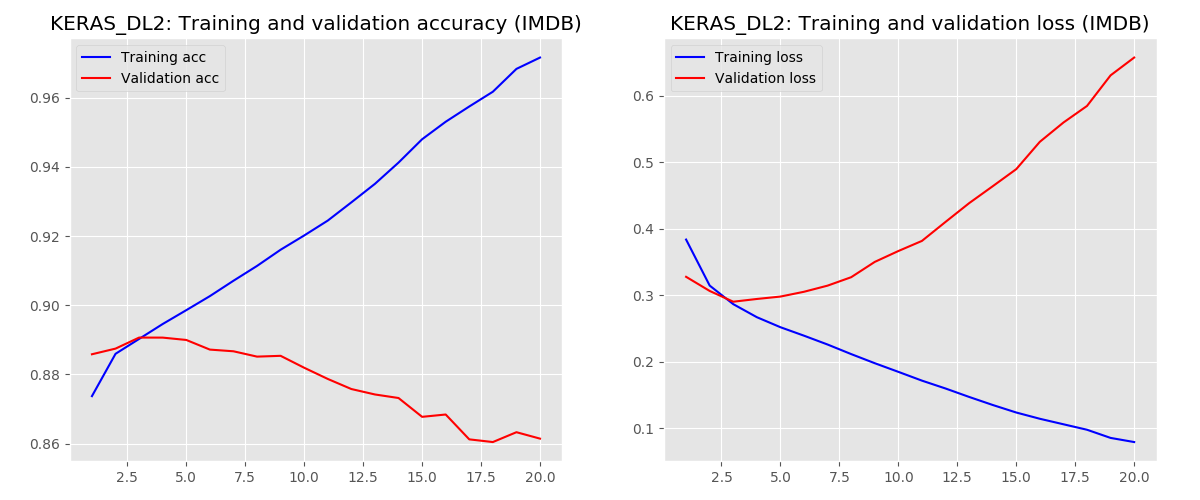 KERAS_DL2: Training and validation accuracy (IMDB)
Training acc
Validation acc
0.96
0.94
0.92
0.90
0.88
0.86
2.5 5.0 7.5 10.0 12.5 15.0 17.5 20.0
KERAS_DL2: Training and validation loss (IMDB)
Training loss
Validation loss
0.6
0.5
0.4
0.3
0.2
0.1
2.5 5.0 7.5 10.0 12.5 15.0 17.5 20.0